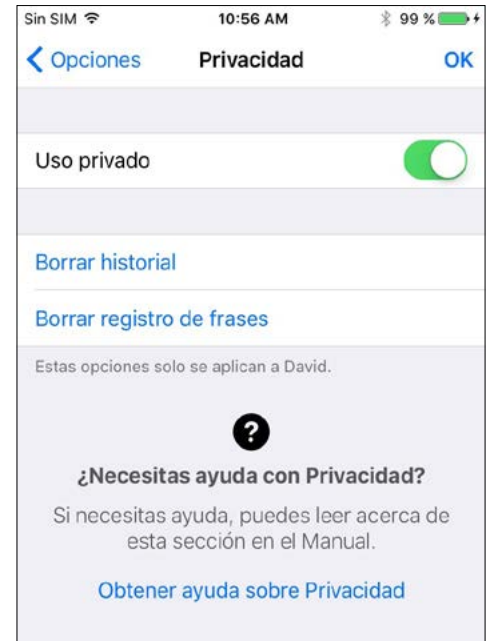 Sin SIM 10:56 AM 99 %
Opciones Privacidad OK
Uso privado
Borrar historial
Borrar registro de frases
Estas opciones solo se aplican a David.
?
¿Necesitas ayuda con Privacidad?
Si necesitas ayuda, puedes leer acerca de
esta sección en el Manual.
Obtener ayuda sobre Privacidad